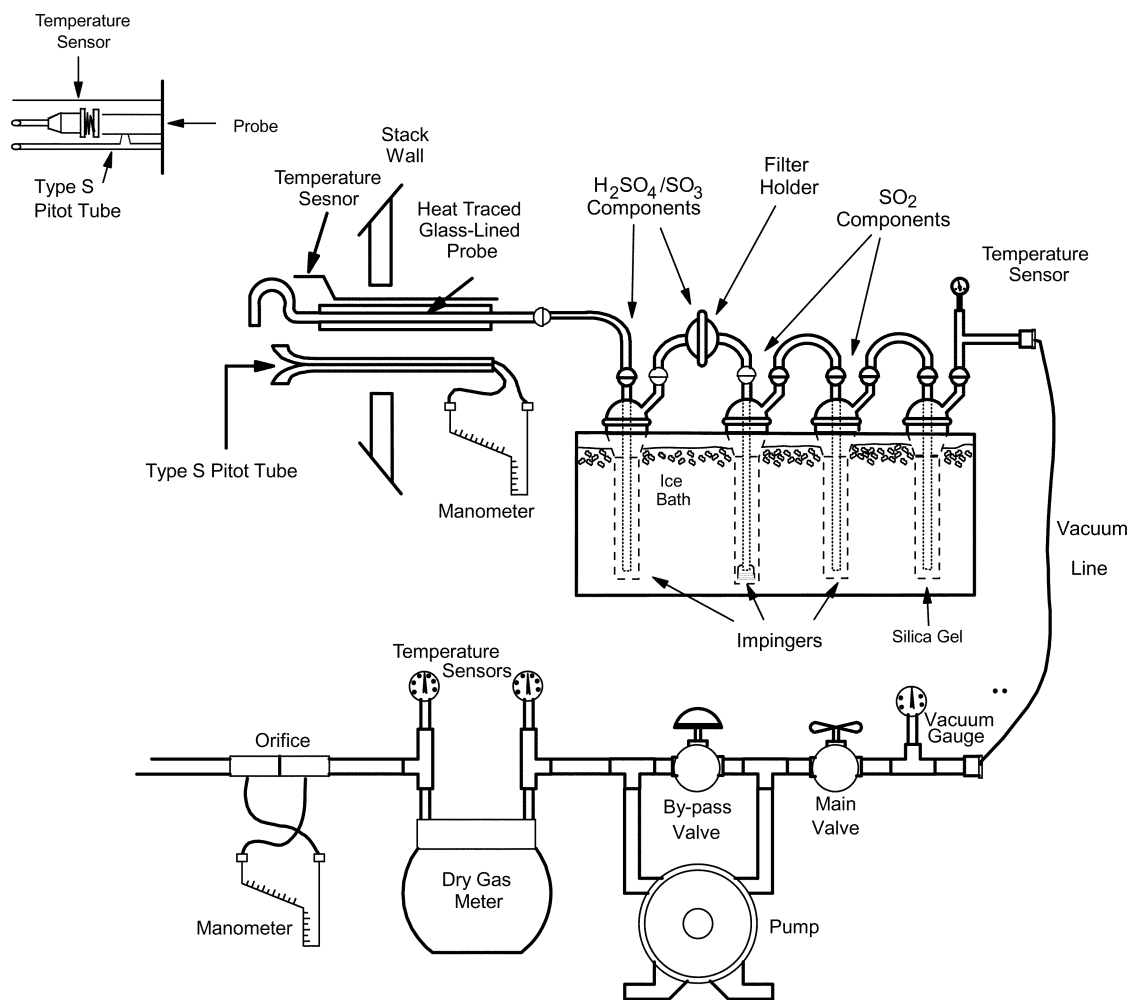 Temperature
Sensor
Probe
Type S
Pitot Tube
Stack
Wall
Temperature
Sesnor
Heat Traced
Glass-Lined
Probe
H₂SO₄/SO₃
Components
Filter
Holder
SO₂
Components
Temperature
Sensor
Type S Pitot Tube
Manometer
Ice
Bath
Vacuum
Line
Impingers
Silica Gel
Temperature
Sensors
Orifice
Vacuum
Gauge
By-pass
Valve
Main
Valve
Dry Gas
Meter
Manometer
Pump